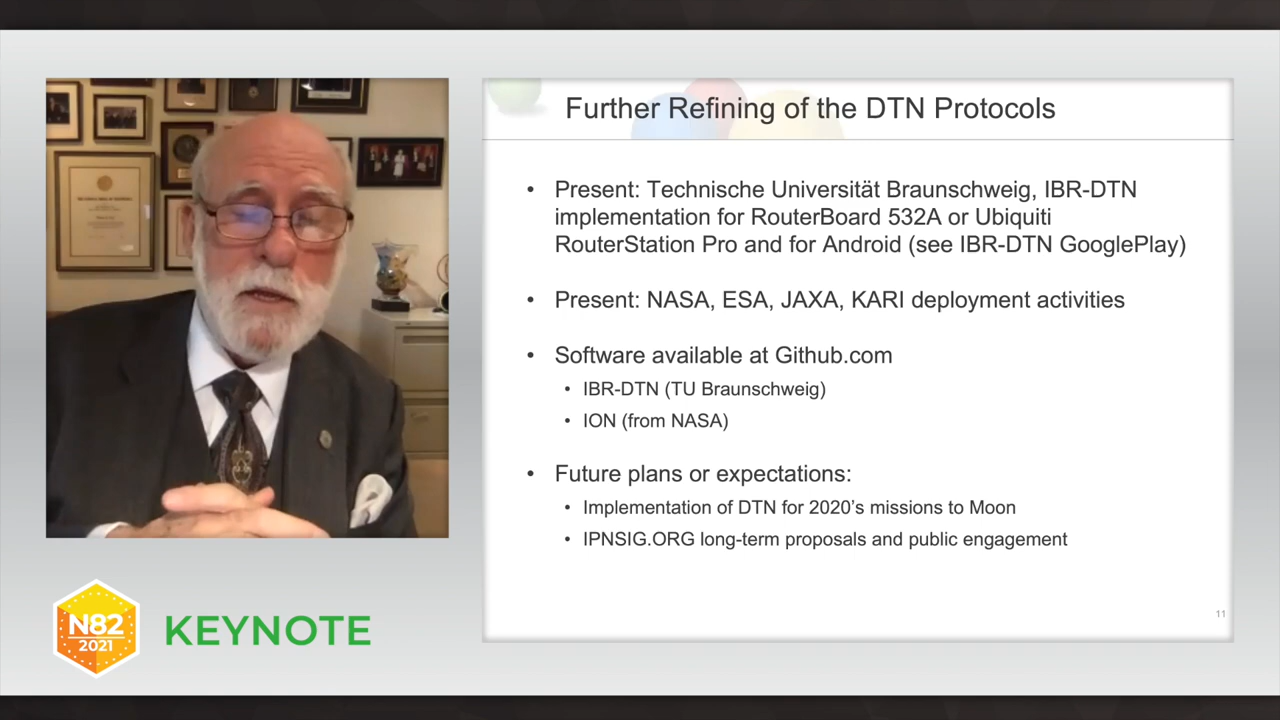 Further Refining of the DTN Protocols
• Present: Technische Universität Braunschweig, IBR-DTN
implementation for RouterBoard 532A or Ubiquiti
RouterStation Pro and for Android (see IBR-DTN GooglePlay)
• Present: NASA, ESA, JAXA, KARI deployment activities
• Software available at Github.com
• IBR-DTN (TU Braunschweig)
• ION (from NASA)
• Future plans or expectations:
• Implementation of DTN for 2020’s missions to Moon
• IPNSIG.ORG long-term proposals and public engagement
11
N82
2021
KEYNOTE